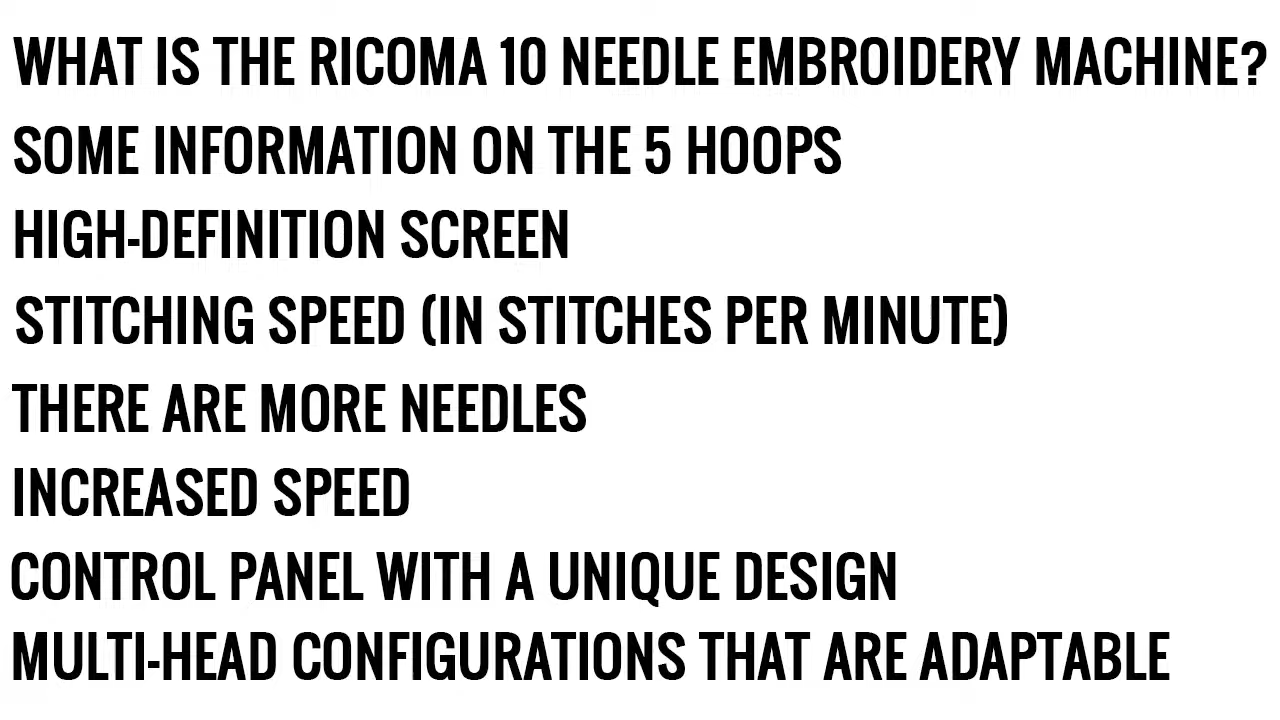 WHAT IS THE RICOMA 10 NEEDLE EMBROIDERY MACHINE?
SOME INFORMATION ON THE 5 HOOPS
HIGH-DEFINITION SCREEN
STITCHING SPEED (IN STITCHES PER MINUTE)
THERE ARE MORE NEEDLES
INCREASED SPEED
CONTROL PANEL WITH A UNIQUE DESIGN
MULTI-HEAD CONFIGURATIONS THAT ARE ADAPTABLE